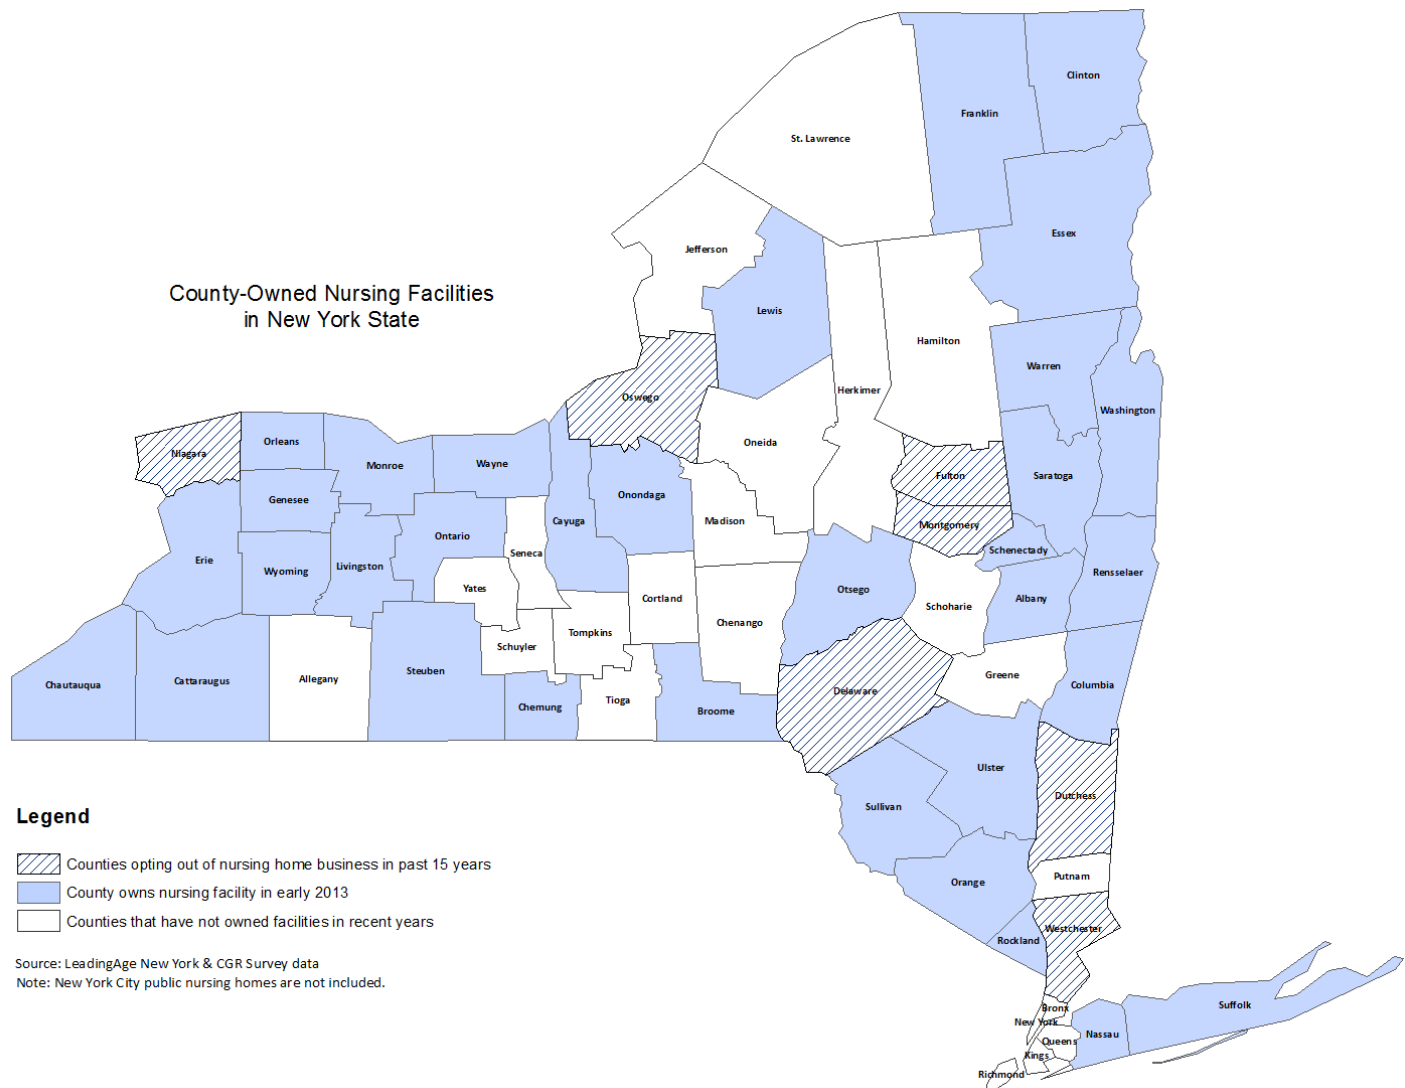 Clinton
Franklin
St. Lawrence
Essex
Jefferson
County-Owned Nursing Facilities
in New York State
Lewis
Hamilton
Warren
Herkimer
Oswego
Washington
Orleans
Oneida
Niagara
Monroe
Wayne
Saratoga
Fulton
Genesee
Onondaga
Cayuga
Madison
Montgomery
Ontario
Seneca
Schenectady
Erie
Livingston
Wyoming
Rensselaer
Yates
Otsego
Cortland
Albany
Schoharie
Chenango
Tompkins
Schuyler
Steuben
Greene
Allegany
Cattaraugus
Chautauqua
Columbia
Delaware
Tioga
Chemung
Broome
Ulster
Dutchess
Sullivan
Legend
Counties opting out of nursing home business in past 15 years
County owns nursing facility in early 2013
Counties that have not owned facilities in recent years
Putnam
Orange
Westchester
Rockland
Source: LeadingAge New York & CGR Survey data
Note: New York City public nursing homes are not included.
Suffolk
Bronx
New York
Nassau
Queens
Kings
Richmond